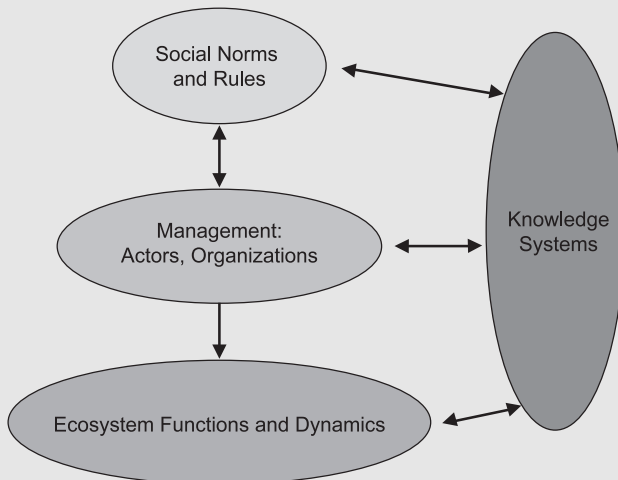 Social Norms
and Rules
Management:
Actors, Organizations
Knowledge
Systems
Ecosystem Functions and Dynamics